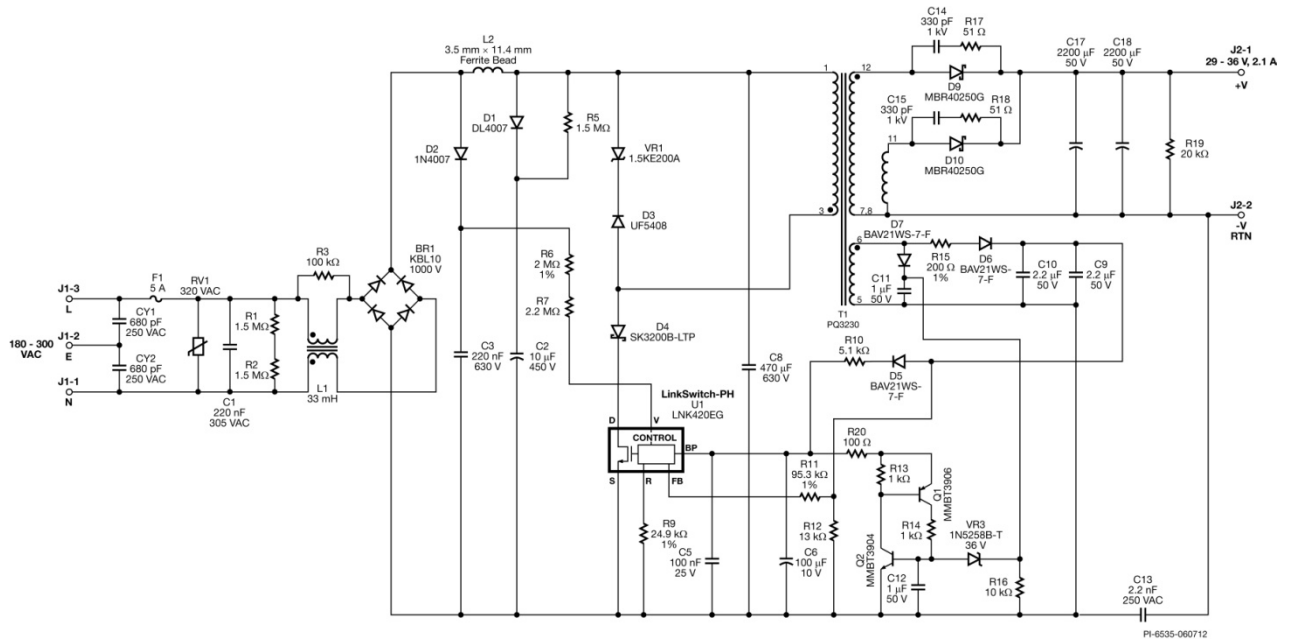 L2
3.5 mm × 11.4 mm
Ferrite Bead
C14
330 pF
1 kV
R17
51 Ω
D9
MBR40250G
C15
330 pF
1 kV
R18
51 Ω
D10
MBR40250G
C17
2200 µF
50 V
C18
2200 µF
50 V
J2-1
29 - 36 V, 2.1 A
+V
R19
20 kΩ
J2-2
-V
RTN
1
3
12
11
7,8
6
5
T1
PQ3230
D1
DL4007
D2
1N4007
R5
1.5 MΩ
VR1
1.5KE200A
D3
UF5408
D4
SK3200B-LTP
D7
BAV21WS-7-F
R15
200 Ω
1%
D6
BAV21WS-
7-F
C11
1 µF
50 V
C10
2.2 µF
50 V
C9
2.2 µF
50 V
R3
100 kΩ
BR1
KBL10
1000 V
R6
2 MΩ
1%
R7
2.2 MΩ
F1
5 A
RV1
320 VAC
J1-3
L
CY1
680 pF
250 VAC
180 - 300
VAC
J1-2
E
CY2
680 pF
250 VAC
J1-1
N
R1
1.5 MΩ
R2
1.5 MΩ
C1
220 nF
305 VAC
L1
33 mH
C3
220 nF
630 V
C2
10 µF
450 V
C8
470 µF
630 V
R10
5.1 kΩ
D5
BAV21WS-
7-F
LinkSwitch-PH
U1
LNK420EG
D
V
CONTROL
BP
S
R
FB
R20
100 Ω
R11
95.3 kΩ
1%
R13
1 kΩ
Q1
MMBT3906
R9
24.9 kΩ
1%
C5
100 nF
25 V
C6
100 µF
10 V
R12
13 kΩ
R14
1 kΩ
VR3
1N5258B-T
36 V
Q2
MMBT3904
C12
1 µF
50 V
R16
10 kΩ
C13
2.2 nF
250 VAC
PI-6535-060712